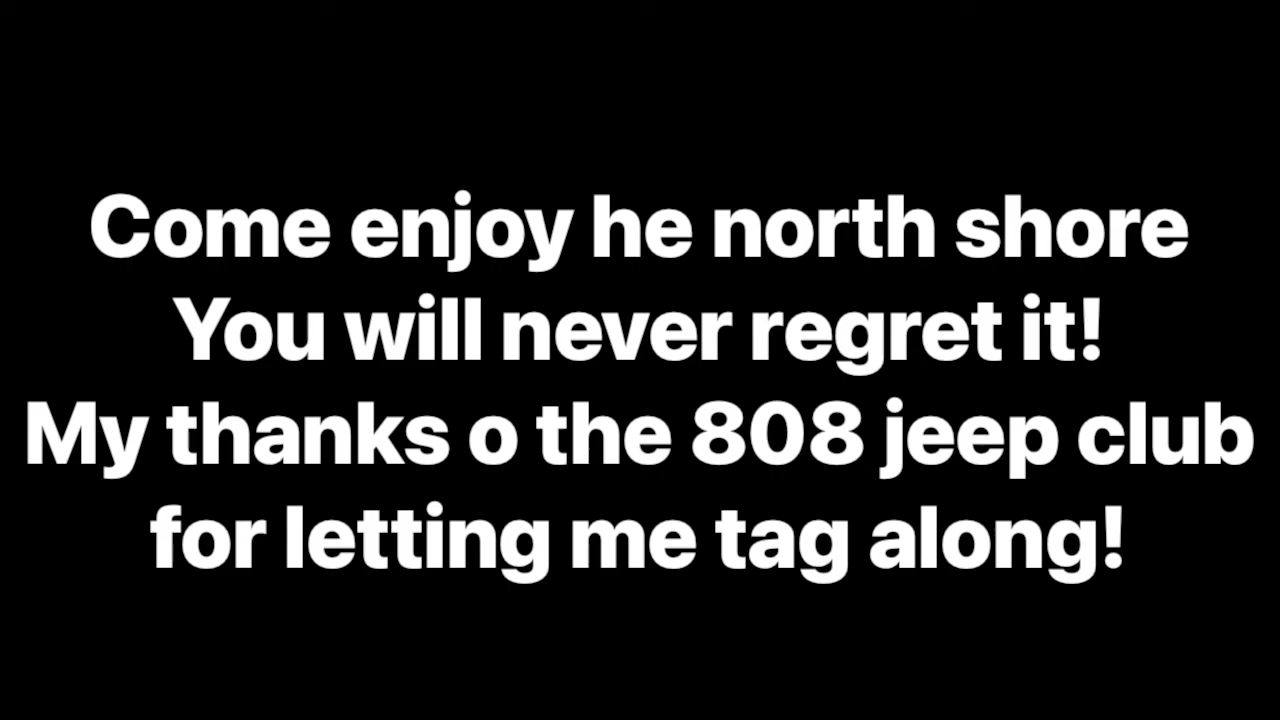 Come enjoy he north shore
You will never regret it!
My thanks o the 808 jeep club
for letting me tag along!